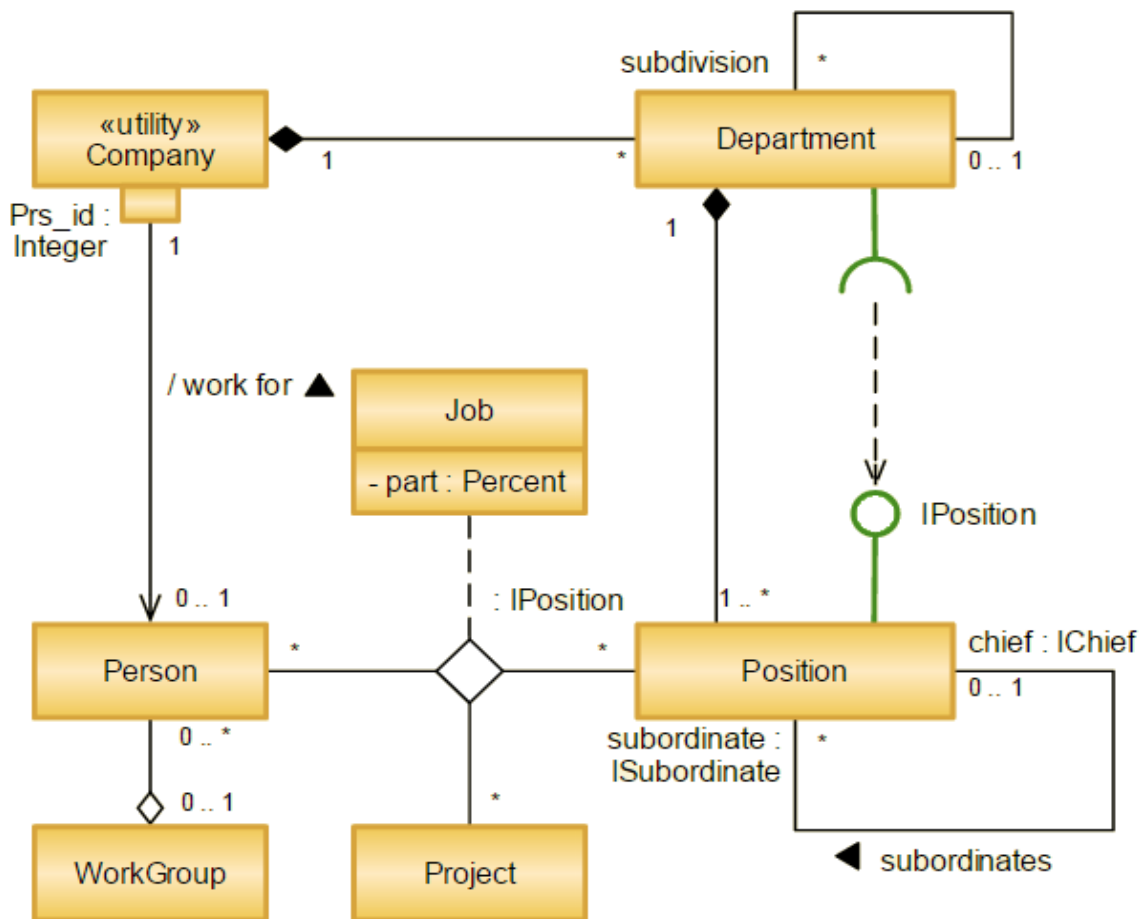 subdivision
*
«utility»
Company
Department
1
*
0 .. 1
Prs_id :
Integer
1
1
/ work for
Job
- part : Percent
IPosition
0 .. 1
: IPosition
1 .. *
Person
*
*
Position
chief : IChief
0 .. 1
0 .. *
subordinate :
ISubordinate
*
0 .. 1
*
WorkGroup
Project
subordinates